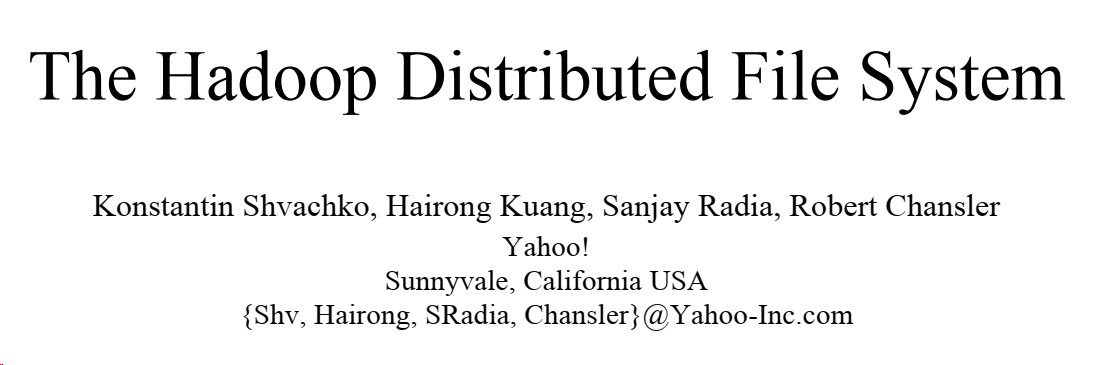 The Hadoop Distributed File System
Konstantin Shvachko, Hairong Kuang, Sanjay Radia, Robert Chansler
Yahoo!
Sunnyvale, California USA
{Shv, Hairong, SRadia, Chansler}@Yahoo-Inc.com